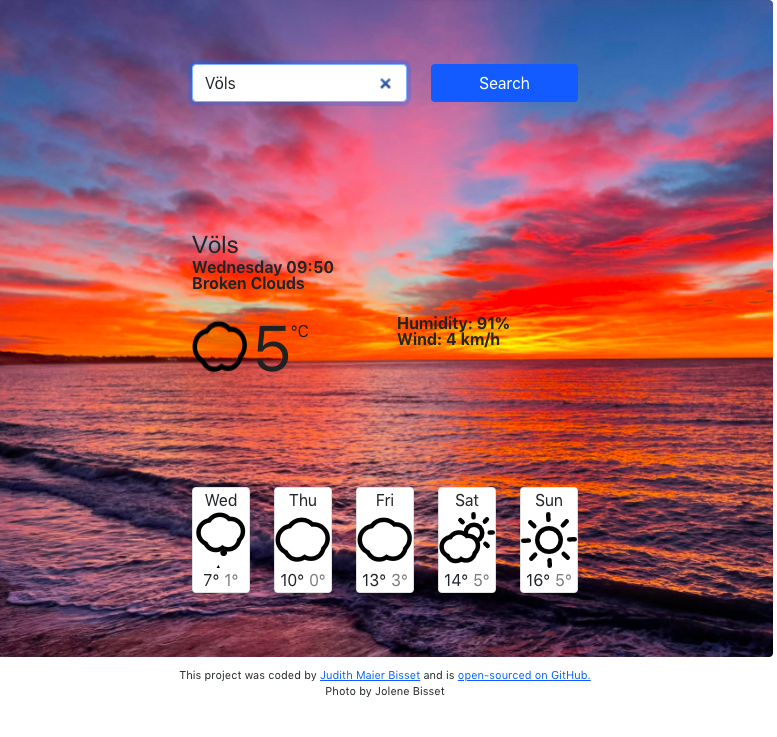 Völs
Search
Völs
Wednesday 09:50
Broken Clouds
5 °C
Humidity: 91%
Wind: 4 km/h
Wed Thu Fri Sat Sun
7° 1° 10° 0° 13° 3° 14° 5° 16° 5°
This project was coded by Judith Maier Bisset and is open-sourced on GitHub.
Photo by Jolene Bisset